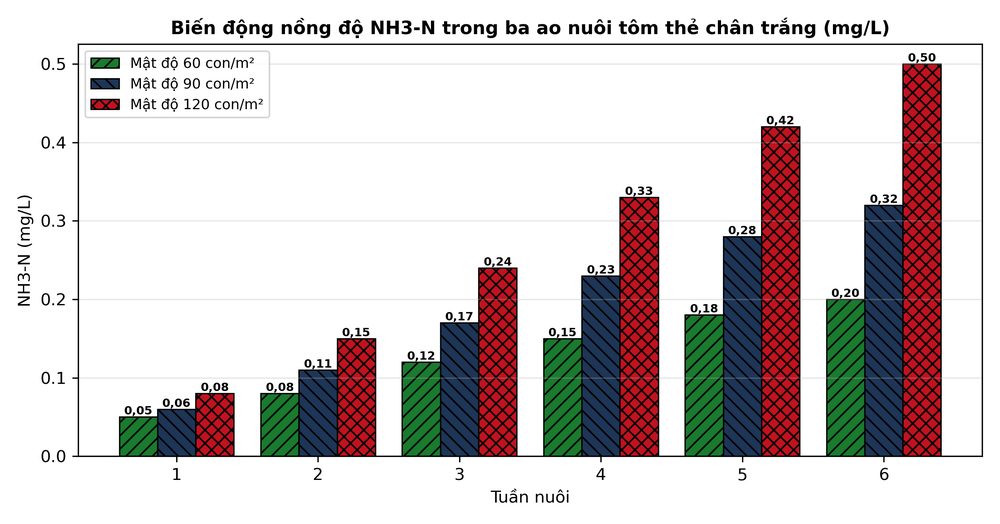 Biến động nồng độ NH3-N trong ba ao nuôi tôm thẻ chân trắng (mg/L)
Mật độ 60 con/m²
Mật độ 90 con/m²
Mật độ 120 con/m²
NH3-N (mg/L)
0.5
0.4
0.3
0.2
0.1
0.0
0,05 0,06 0,08
0,08 0,11 0,15
0,12 0,17 0,24
0,15 0,23 0,33
0,18 0,28 0,42
0,20 0,32 0,50
1 2 3 4 5 6
Tuần nuôi